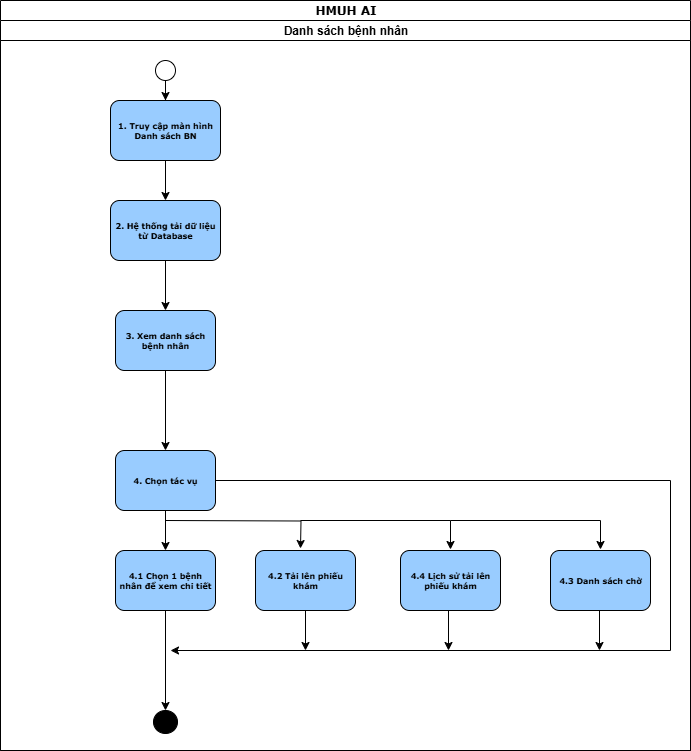 HMUH AI
Danh sách bệnh nhân
1. Truy cập màn hình
Danh sách BN
2. Hệ thống tải dữ liệu
từ Database
3. Xem danh sách
bệnh nhân
4. Chọn tác vụ
4.1 Chọn 1 bệnh
nhân để xem chi tiết
4.2 Tải lên phiếu
khám
4.4 Lịch sử tải lên
phiếu khám
4.3 Danh sách chờ